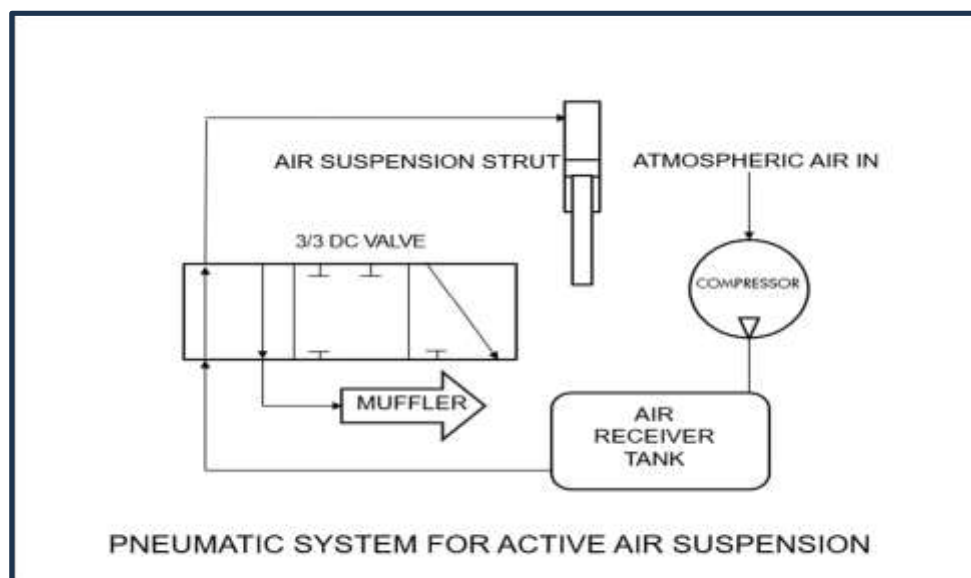 AIR SUSPENSION STRUT
ATMOSPHERIC AIR IN
3/3 DC VALVE
COMPRESSOR
MUFFLER
AIR
RECEIVER
TANK
PNEUMATIC SYSTEM FOR ACTIVE AIR SUSPENSION